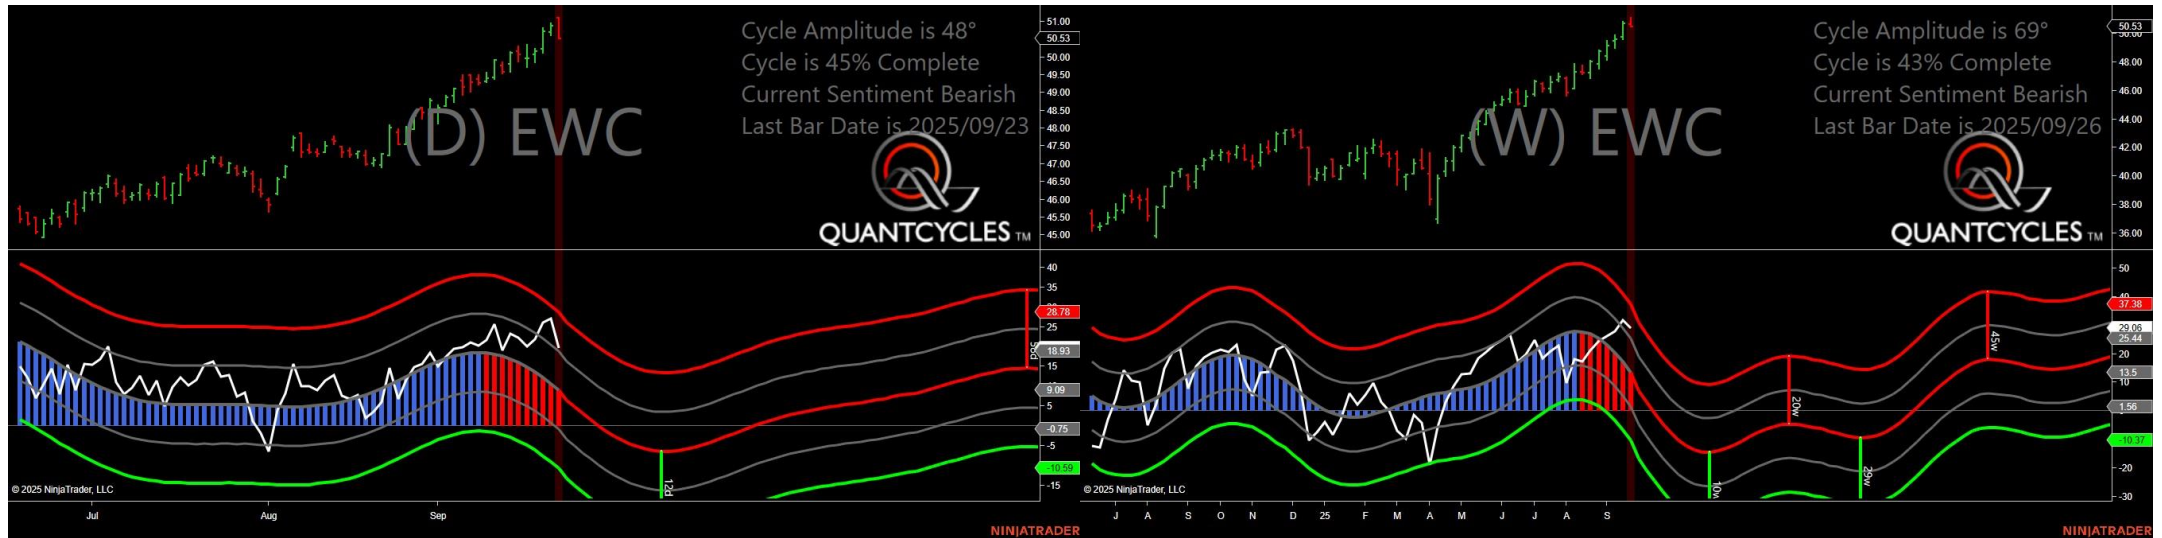 Cycle Amplitude is 48°
Cycle is 45% Complete
Current Sentiment Bearish
Last Bar Date is 2025/09/23
(D) EWC
QUANTCYCLES TM
51.00
50.53
50.00
49.50
49.00
48.50
48.00
47.50
47.00
46.50
46.00
45.50
45.00
40
35
28.78
25
18.93
15
9.09
5
-0.75
-5
-10.59
-15
12d
© 2025 NinjaTrader, LLC
Jul Aug Sep
NINJATRADER
Cycle Amplitude is 69°
Cycle is 43% Complete
Current Sentiment Bearish
Last Bar Date is 2025/09/26
(W) EWC
QUANTCYCLES TM
50.53
50.00
48.00
46.00
44.00
42.00
40.00
38.00
36.00
50
40
37.38
29.06
25.44
20
13.5
10
1.56
-10.37
-20
-30
10w
20w
29w
45w
© 2025 NinjaTrader, LLC
J A S O N D 25 F M A M J J A S
NINJATRADER